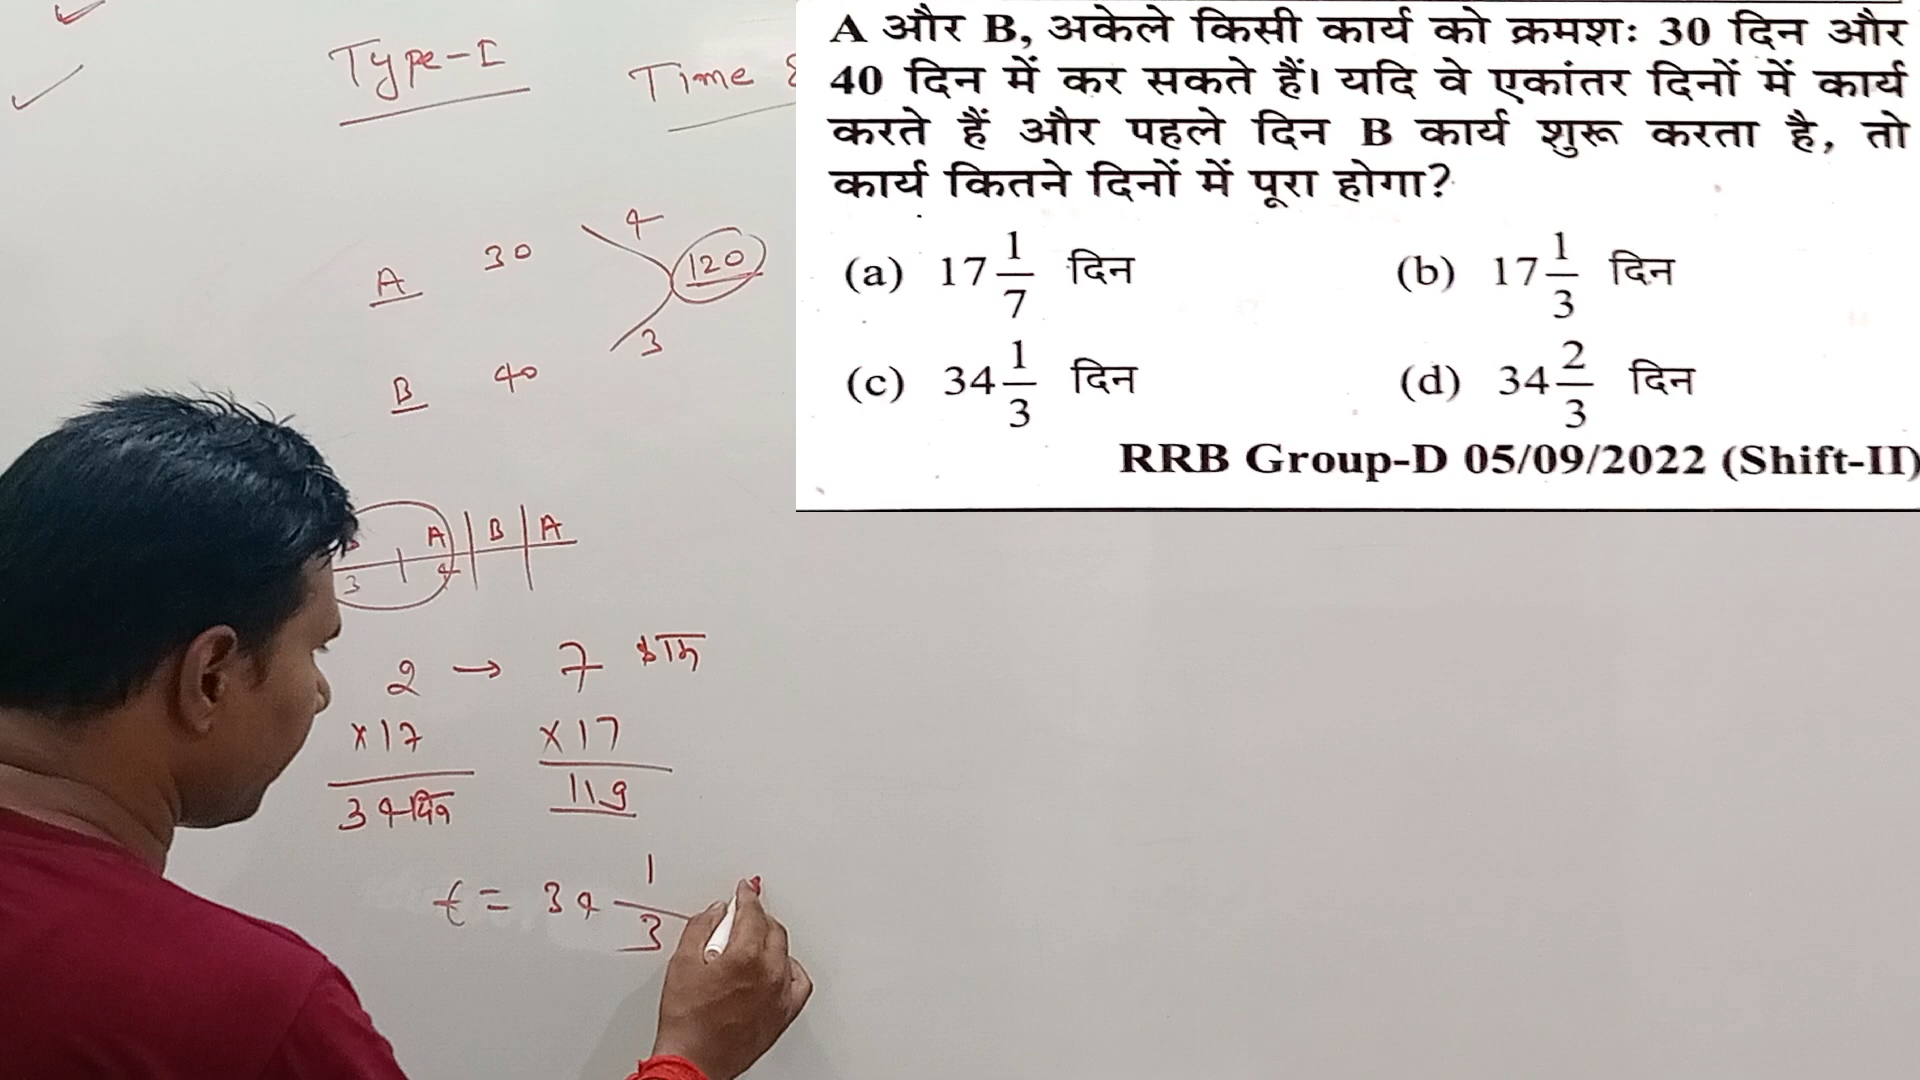 Type-I Time &
A 30 4 120
3
B 40
A B A
3 4
2 → 7 काम
×17 ×17
34दिन 119
t = 34 1/3
A और B, अकेले किसी कार्य को क्रमशः 30 दिन और
40 दिन में कर सकते हैं। यदि वे एकांतर दिनों में कार्य
करते हैं और पहले दिन B कार्य शुरू करता है, तो
कार्य कितने दिनों में पूरा होगा?
(a) 17 1/7 दिन (b) 17 1/3 दिन
(c) 34 1/3 दिन (d) 34 2/3 दिन
RRB Group-D 05/09/2022 (Shift-II)